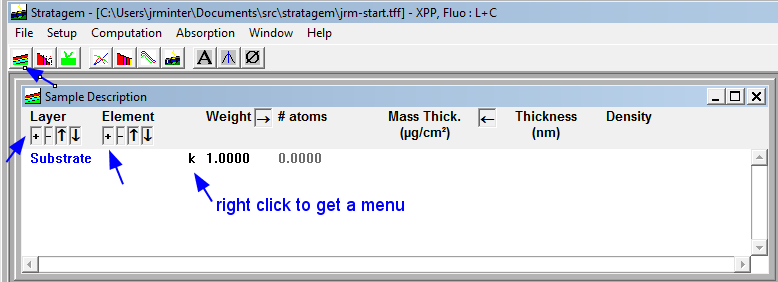 Stratagem - [C:\Users\jrminter\Documents\src\stratagem\jrm-start.tff] - XPP, Fluo : L+C
File Setup Computation Absorption Window Help
A Ø
Sample Description
Layer Element Weight → # atoms Mass Thick. ← Thickness Density
+ - ↑ ↓ + - ↑ ↓ (µg/cm²) (nm)
Substrate k 1.0000 0.0000
right click to get a menu